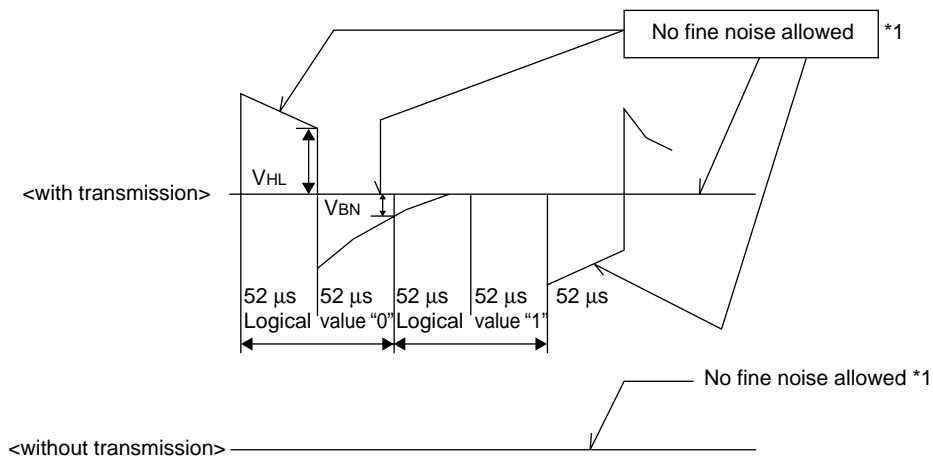 No fine noise allowed *1
VHL
<with transmission>
VBN
52 μs 52 μs 52 μs 52 μs 52 μs
Logical value “0” Logical value “1”
No fine noise allowed *1
<without transmission>